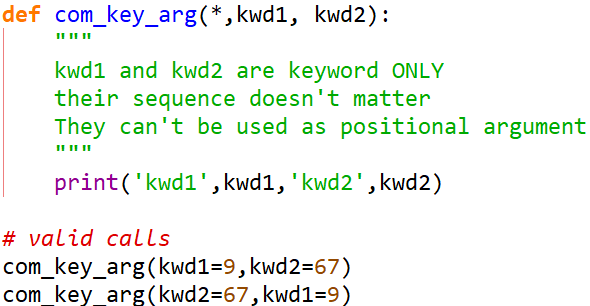 def com_key_arg(*,kwd1, kwd2):
    """
    kwd1 and kwd2 are keyword ONLY
    their sequence doesn't matter
    They can't be used as positional argument
    """
    print('kwd1',kwd1,'kwd2',kwd2)
# valid calls
com_key_arg(kwd1=9,kwd2=67)
com_key_arg(kwd2=67,kwd1=9)